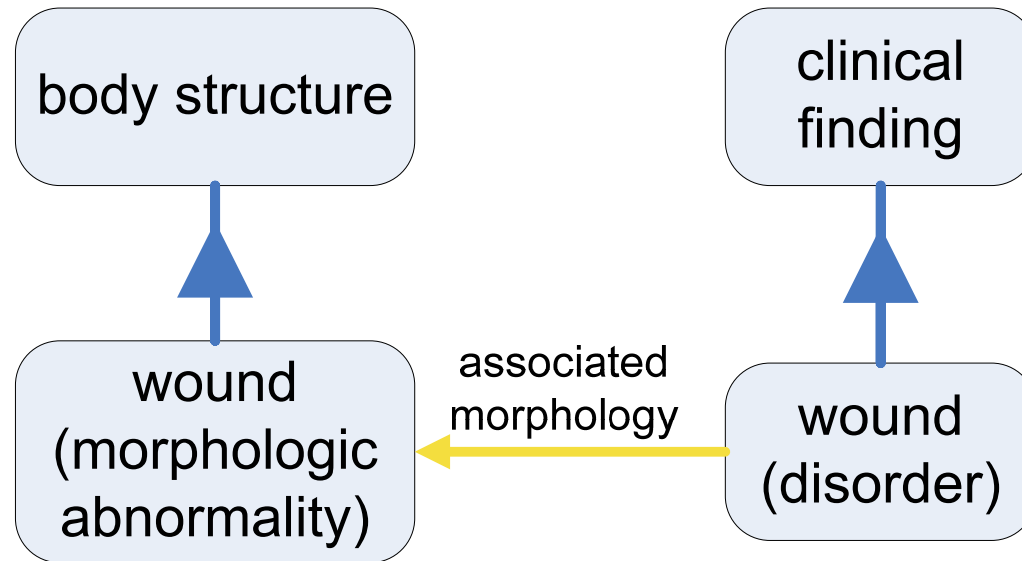 body structure
clinical
finding
associated
morphology
wound
(morphologic
abnormality)
wound
(disorder)